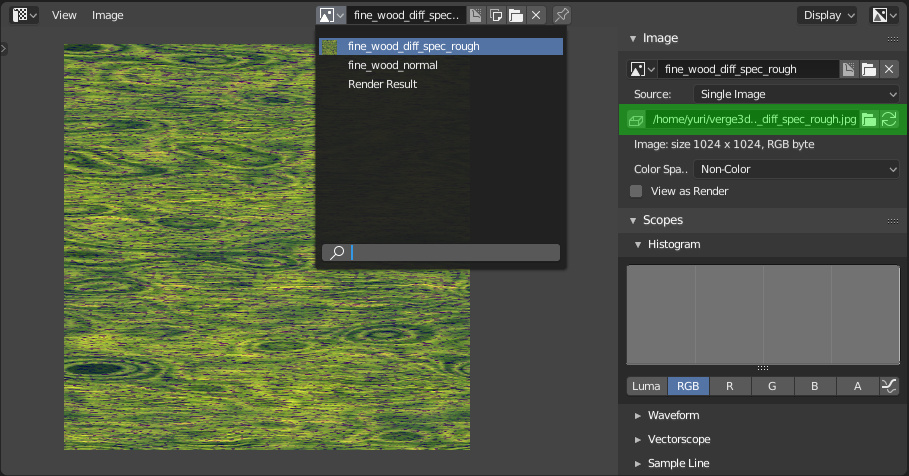 View Image fine_wood_diff_spec.. Display
fine_wood_diff_spec_rough
fine_wood_normal
Render Result
Image
fine_wood_diff_spec_rough
Source: Single Image
/home/yuri/verge3d.._diff_spec_rough.jpg
Image: size 1024 x 1024, RGB byte
Color Spa.. Non-Color
View as Render
Scopes
Histogram
Luma RGB R G B A
Waveform
Vectorscope
Sample Line